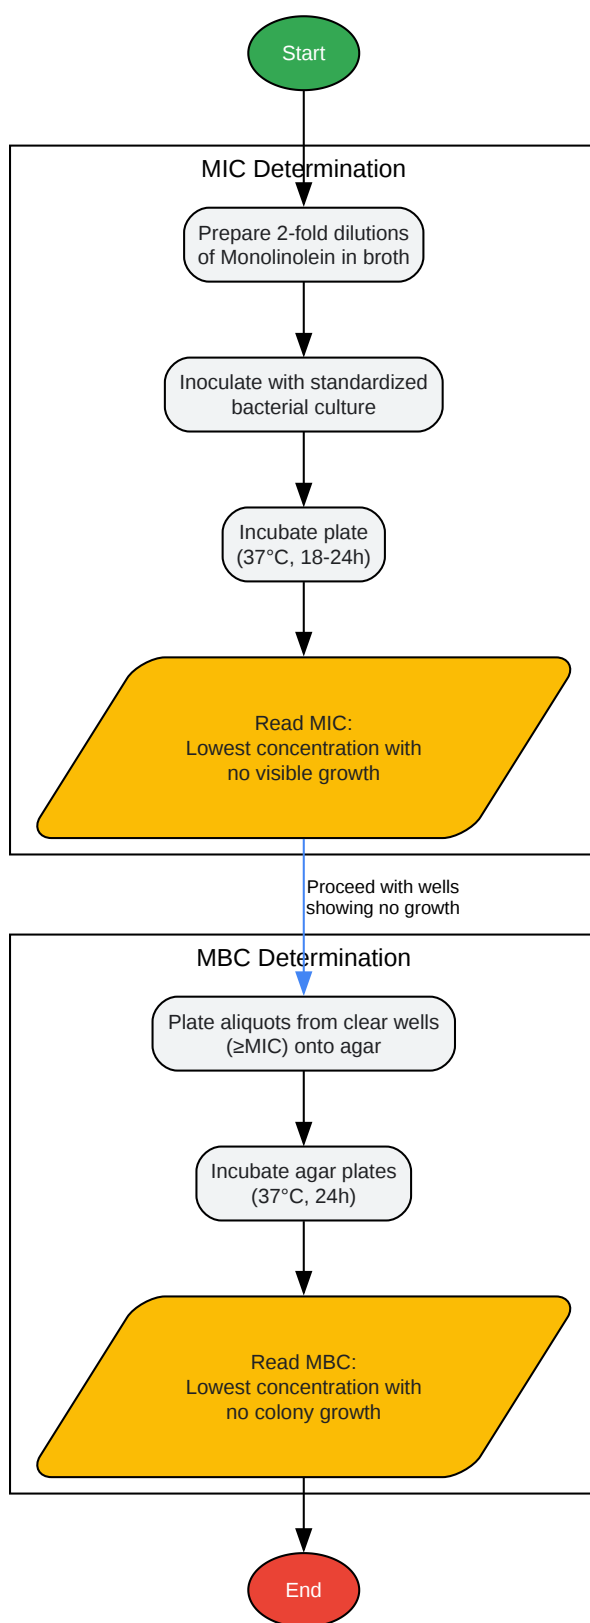 Start
MIC Determination
Prepare 2-fold dilutions
of Monolinolein in broth
Inoculate with standardized
bacterial culture
Incubate plate
(37°C, 18-24h)
Read MIC:
Lowest concentration with
no visible growth
Proceed with wells
showing no growth
MBC Determination
Plate aliquots from clear wells
(≥MIC) onto agar
Incubate agar plates
(37°C, 24h)
Read MBC:
Lowest concentration with
no colony growth
End